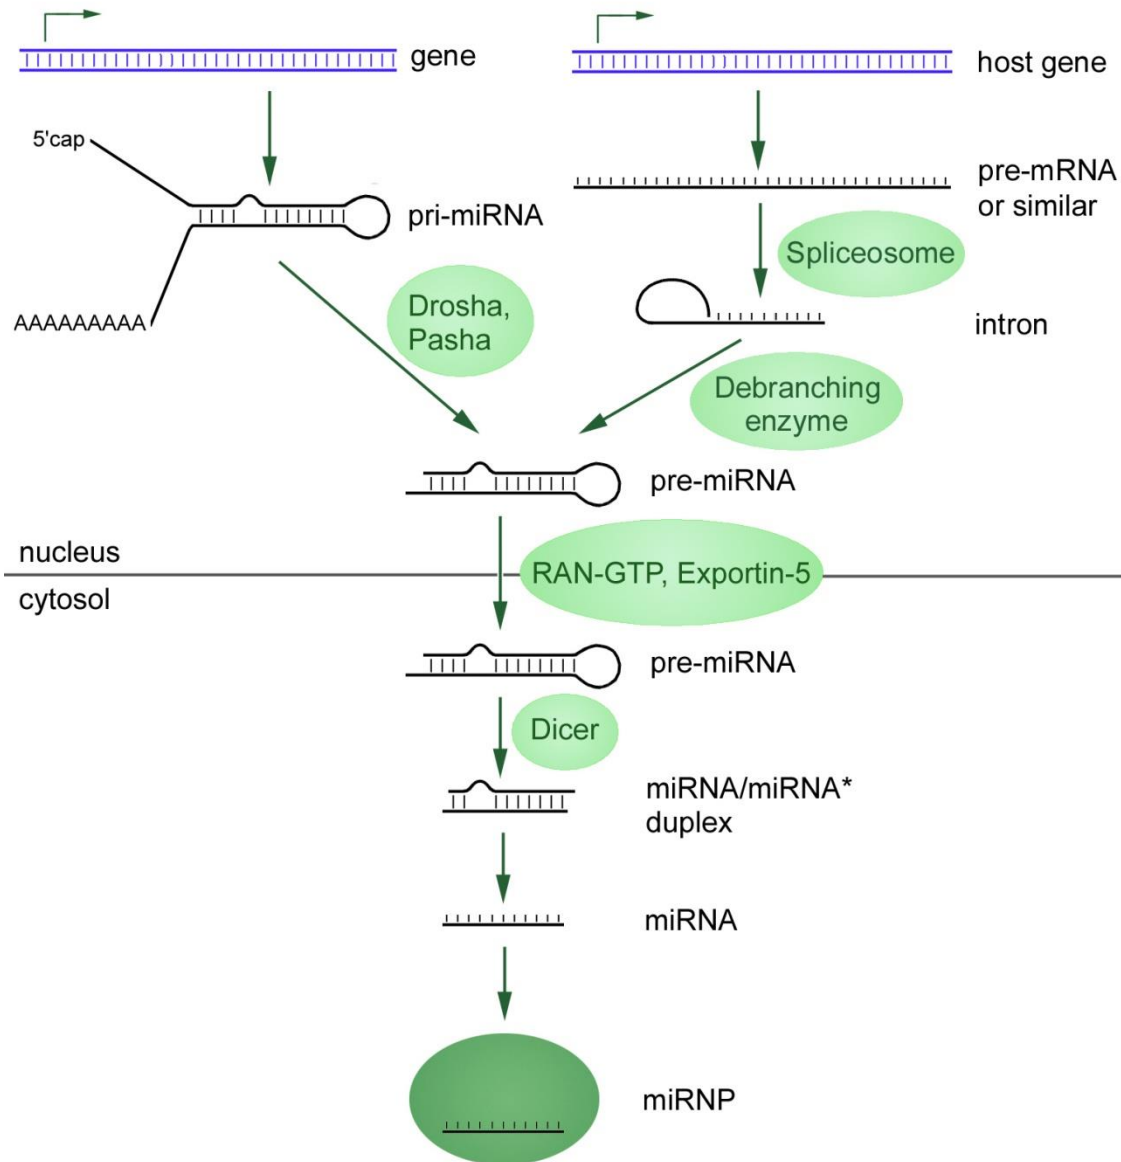 gene
host gene
5'cap
pri-miRNA
pre-mRNA
or similar
Spliceosome
AAAAAAAAA
Drosha,
Pasha
intron
Debranching
enzyme
pre-miRNA
nucleus
RAN-GTP, Exportin-5
cytosol
pre-miRNA
Dicer
miRNA/miRNA*
duplex
miRNA
miRNP